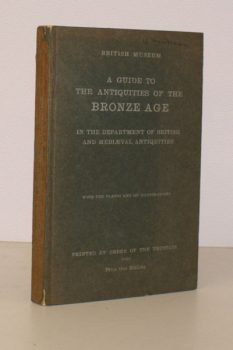 BRITISH MUSEUM
A GUIDE TO
THE ANTIQUITIES OF THE
BRONZE AGE
IN THE DEPARTMENT OF BRITISH
AND MEDIÆVAL ANTIQUITIES
PRINTED BY ORDER OF THE TRUSTEES